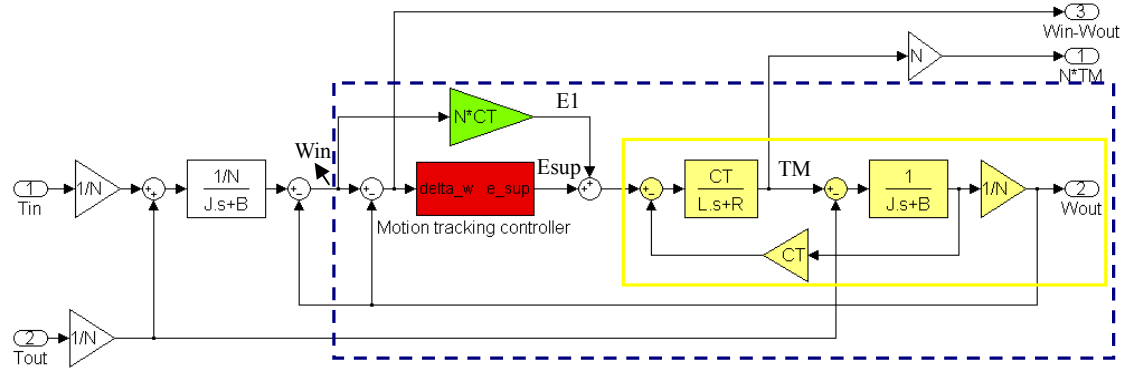 3
Win-Wout
N
1
N*TM
E1
N*CT
Win
Esup
TM
1
Tin
1/N
+
+
1/N
J.s+B
+
-
+
-
delta_w e_sup
Motion tracking controller
+
+
+
-
CT
L.s+R
+
-
1
J.s+B
1/N
2
Wout
CT
2
Tout
1/N